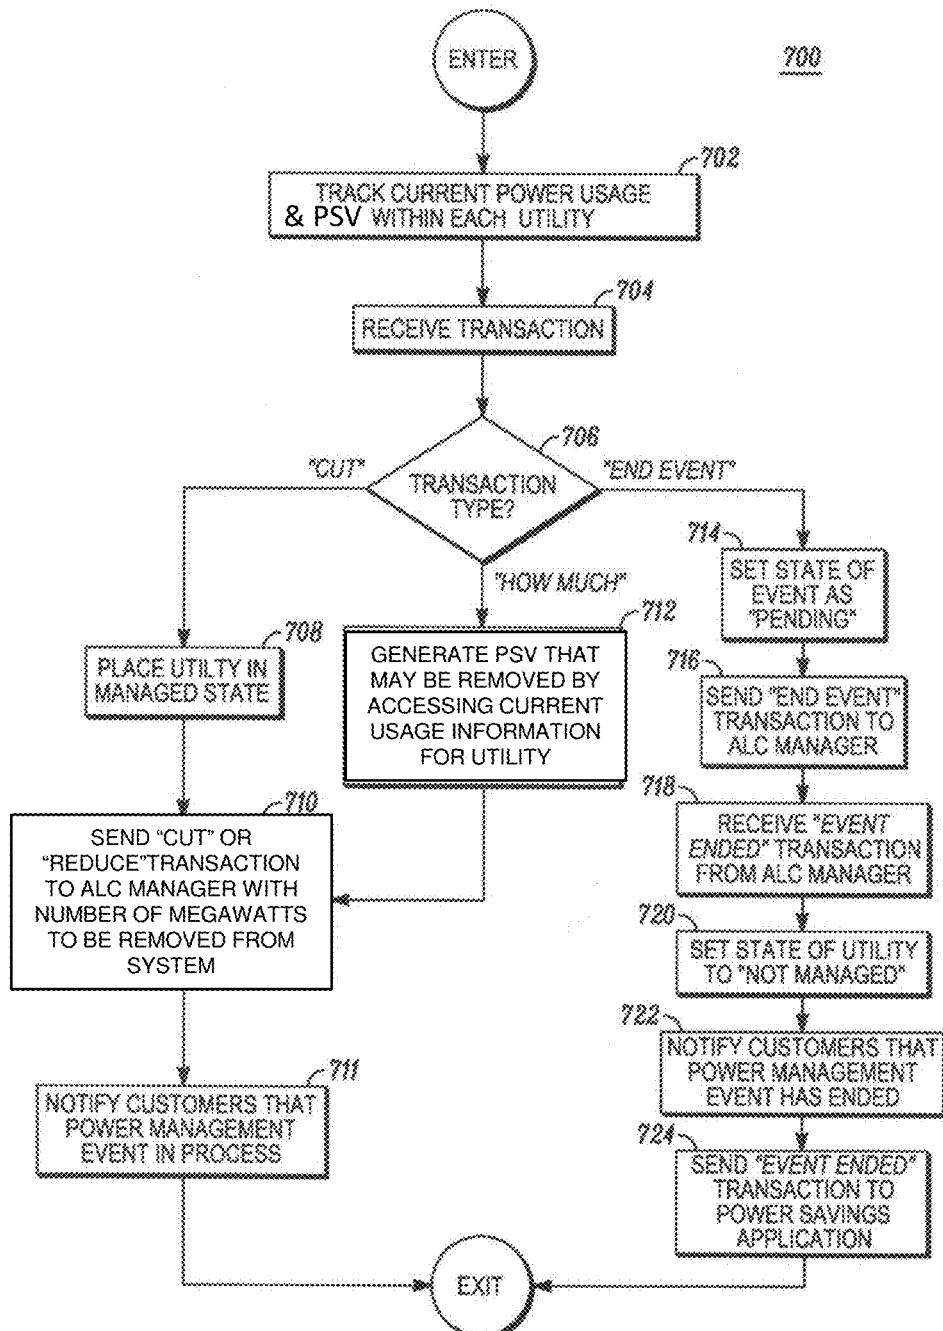 ENTER
700
702
TRACK CURRENT POWER USAGE
& PSV WITHIN EACH UTILITY
704
RECEIVE TRANSACTION
706
"CUT"
TRANSACTION
TYPE?
"END EVENT"
"HOW MUCH"
708
PLACE UTILTY IN
MANAGED STATE
712
GENERATE PSV THAT
MAY BE REMOVED BY
ACCESSING CURRENT
USAGE INFORMATION
FOR UTILITY
710
SEND “CUT” OR
“REDUCE”TRANSACTION
TO ALC MANAGER WITH
NUMBER OF MEGAWATTS
TO BE REMOVED FROM
SYSTEM
711
NOTIFY CUSTOMERS THAT
POWER MANAGEMENT
EVENT IN PROCESS
714
SET STATE OF
EVENT AS
"PENDING"
716
SEND "END EVENT"
TRANSACTION TO
ALC MANAGER
718
RECEIVE "EVENT
ENDED" TRANSACTION
FROM ALC MANAGER
720
SET STATE OF UTILITY
TO "NOT MANAGED"
722
NOTIFY CUSTOMERS THAT
POWER MANAGEMENT
EVENT HAS ENDED
724
SEND "EVENT ENDED"
TRANSACTION TO
POWER SAVINGS
APPLICATION
EXIT